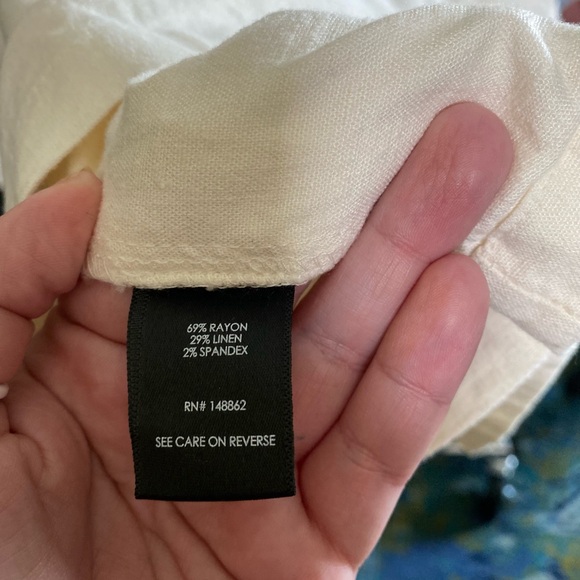 69% RAYON
29% LINEN
2% SPANDEX
RN# 148862
SEE CARE ON REVERSE